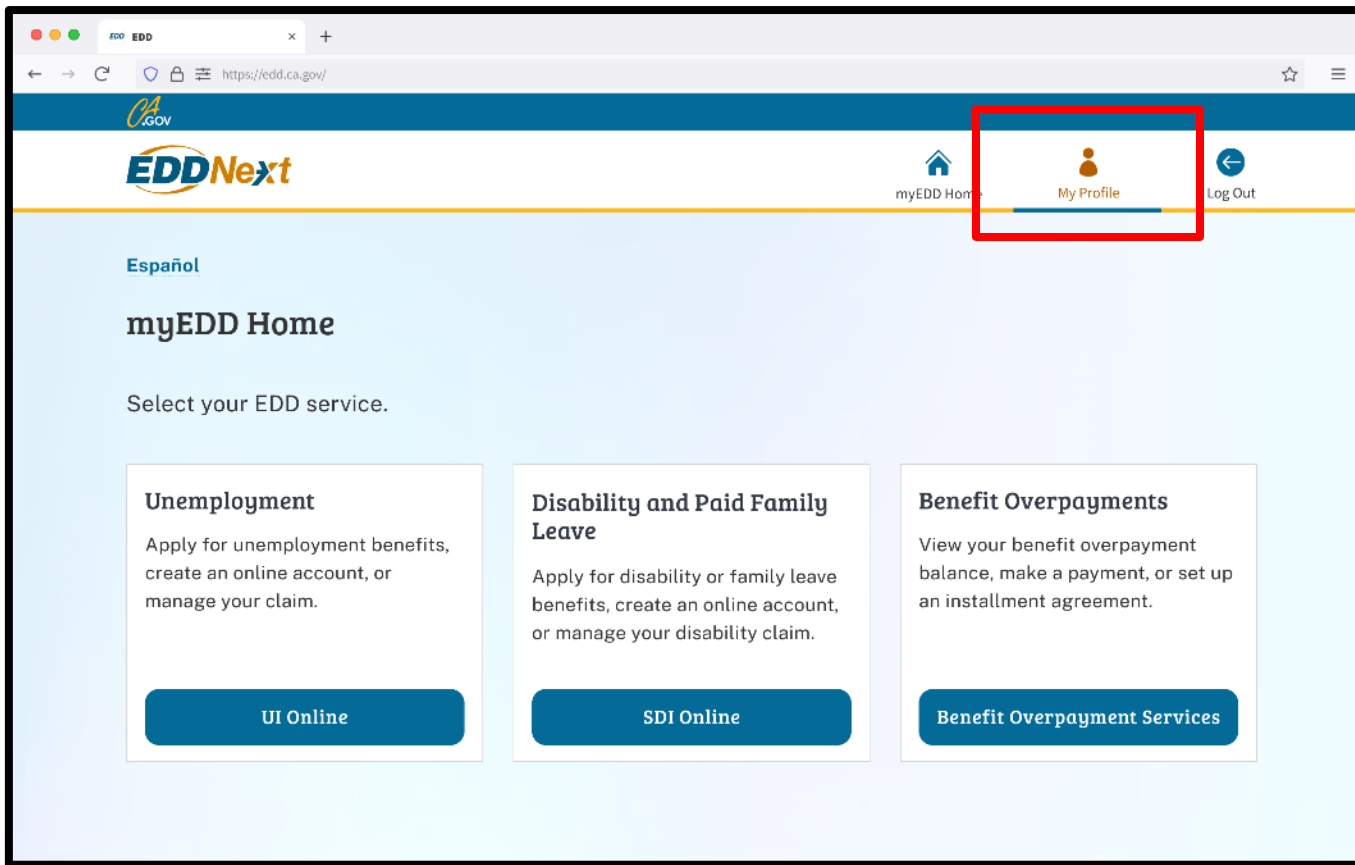 EDD EDD × +
https://edd.ca.gov/
CA.GOV
EDDNext
myEDD Home My Profile Log Out
Español
myEDD Home
Select your EDD service.
Unemployment
Apply for unemployment benefits,
create an online account, or
manage your claim.
UI Online
Disability and Paid Family
Leave
Apply for disability or family leave
benefits, create an online account,
or manage your disability claim.
SDI Online
Benefit Overpayments
View your benefit overpayment
balance, make a payment, or set up
an installment agreement.
Benefit Overpayment Services